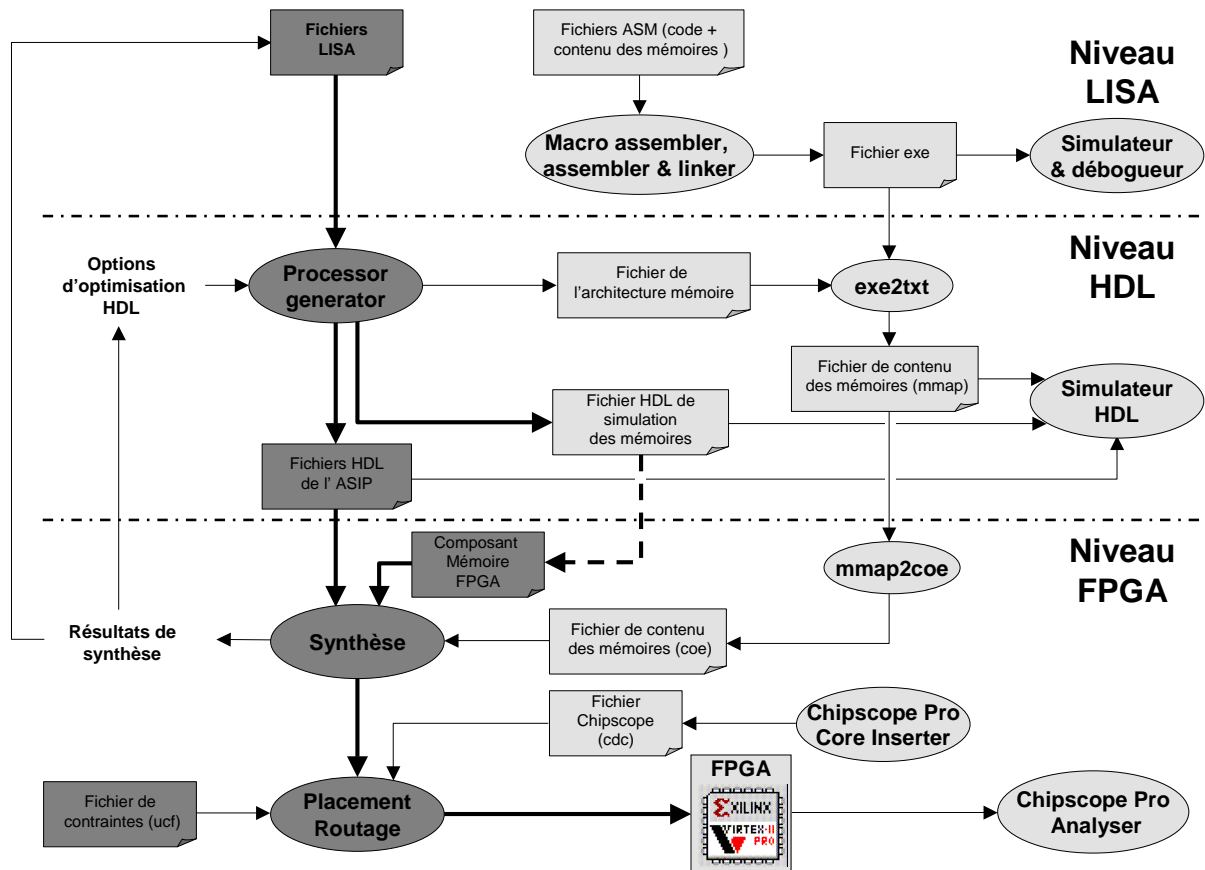 Fichiers
LISA
Fichiers ASM (code +
contenu des mémoires )
Niveau
LISA
Macro assembler,
assembler & linker
Fichier exe
Simulateur
& débogueur
Niveau
HDL
Options
d'optimisation
HDL
Processor
generator
Fichier de
l'architecture mémoire
exe2txt
Fichier de contenu
des mémoires (mmap)
Simulateur
HDL
Fichier HDL de
simulation
des mémoires
Fichiers HDL
de l' ASIP
Niveau
FPGA
Composant
Mémoire
FPGA
mmap2coe
Résultats de
synthèse
Synthèse
Fichier de contenu
des mémoires (coe)
Fichier
Chipscope
(cdc)
Chipscope Pro
Core Inserter
Fichier de
contraintes (ucf)
Placement
Routage
FPGA
XILINX
VIRTEX-II
PRO
Chipscope Pro
Analyser